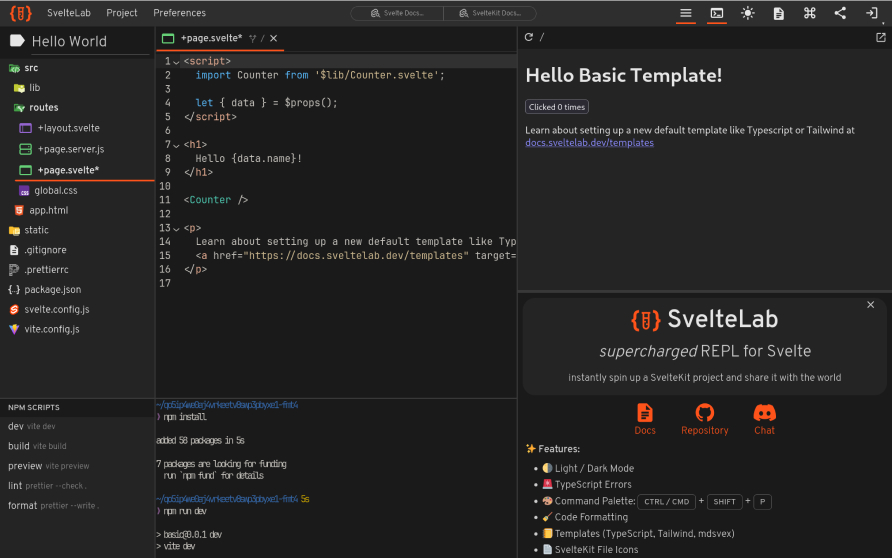 SvelteLab Project Preferences
Svelte Docs... SvelteKit Docs...
Hello World
src
lib
routes
+layout.svelte
+page.server.js
+page.svelte*
global.css
app.html
static
.gitignore
.prettierrc
package.json
svelte.config.js
vite.config.js
NPM SCRIPTS
dev vite dev
build vite build
preview vite preview
lint prettier --check .
format prettier --write .
+page.svelte* /
1 <script>
2 import Counter from '$lib/Counter.svelte';
3
4 let { data } = $props();
5 </script>
6
7 <h1>
8 Hello {data.name}!
9 </h1>
10
11 <Counter />
12
13 <p>
14 Learn about setting up a new default template like Typ
15 <a href="https://docs.sveltelab.dev/templates" target=
16 </p>
17
❯ npm install
added 58 packages in 5s
7 packages are looking for funding
run `npm fund` for details
5s
❯ npm run dev
> basic@0.0.1 dev
> vite dev
/
Hello Basic Template!
Clicked 0 times
Learn about setting up a new default template like Typescript or Tailwind at
docs.sveltelab.dev/templates
SvelteLab
supercharged REPL for Svelte
instantly spin up a SvelteKit project and share it with the world
Docs Repository Chat
✨ Features:
• 🌗 Light / Dark Mode
• 🚨 TypeScript Errors
• 🎨 Command Palette: CTRL / CMD + SHIFT + P
• 🧹 Code Formatting
• 📒 Templates (TypeScript, Tailwind, mdsvex)
• 📄 SvelteKit File Icons